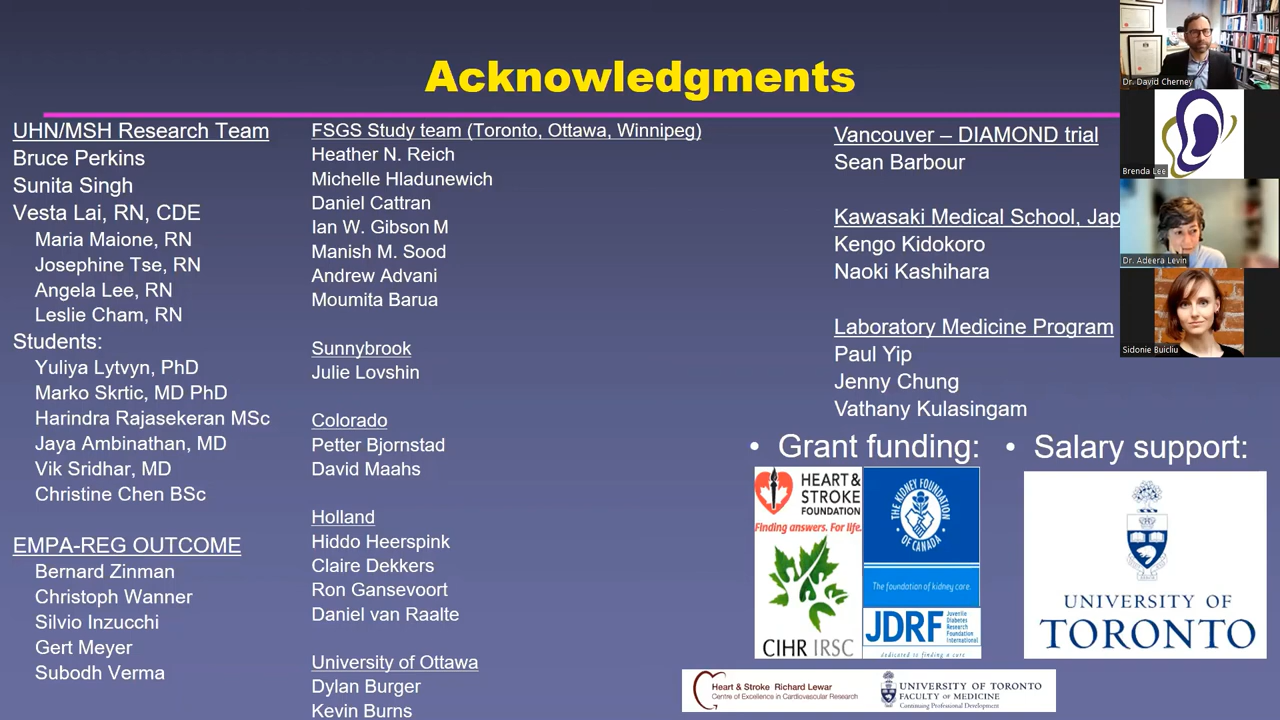 Acknowledgments
UHN/MSH Research Team
Bruce Perkins
Sunita Singh
Vesta Lai, RN, CDE
Maria Maione, RN
Josephine Tse, RN
Angela Lee, RN
Leslie Cham, RN
Students:
Yuliya Lytvyn, PhD
Marko Skrtic, MD PhD
Harindra Rajasekeran MSc
Jaya Ambinathan, MD
Vik Sridhar, MD
Christine Chen BSc
EMPA-REG OUTCOME
Bernard Zinman
Christoph Wanner
Silvio Inzucchi
Gert Meyer
Subodh Verma
FSGS Study team (Toronto, Ottawa, Winnipeg)
Heather N. Reich
Michelle Hladunewich
Daniel Cattran
Ian W. Gibson M
Manish M. Sood
Andrew Advani
Moumita Barua
Sunnybrook
Julie Lovshin
Colorado
Petter Bjornstad
David Maahs
Holland
Hiddo Heerspink
Claire Dekkers
Ron Gansevoort
Daniel van Raalte
University of Ottawa
Dylan Burger
Kevin Burns
Vancouver – DIAMOND trial
Sean Barbour
Kawasaki Medical School, Jap
Kengo Kidokoro
Naoki Kashihara
Laboratory Medicine Program
Paul Yip
Jenny Chung
Vathany Kulasingam
• Grant funding:
HEART &
STROKE
FOUNDATION
Finding answers. For life.
THE KIDNEY FOUNDATION
OF CANADA
The foundation of kidney care.
CIHR IRSC
JDRF
Juvenile
Diabetes
Research
Foundation
International
dedicated to finding a cure
• Salary support:
UNIVERSITY OF
TORONTO
Heart & Stroke Richard Lewar
Centre of Excellence in Cardiovascular Research
UNIVERSITY OF TORONTO
FACULTY OF MEDICINE
Continuing Professional Development
Dr. David Cherney
Brenda Lee
Dr. Adeera Levin
Sidonie Buicliu